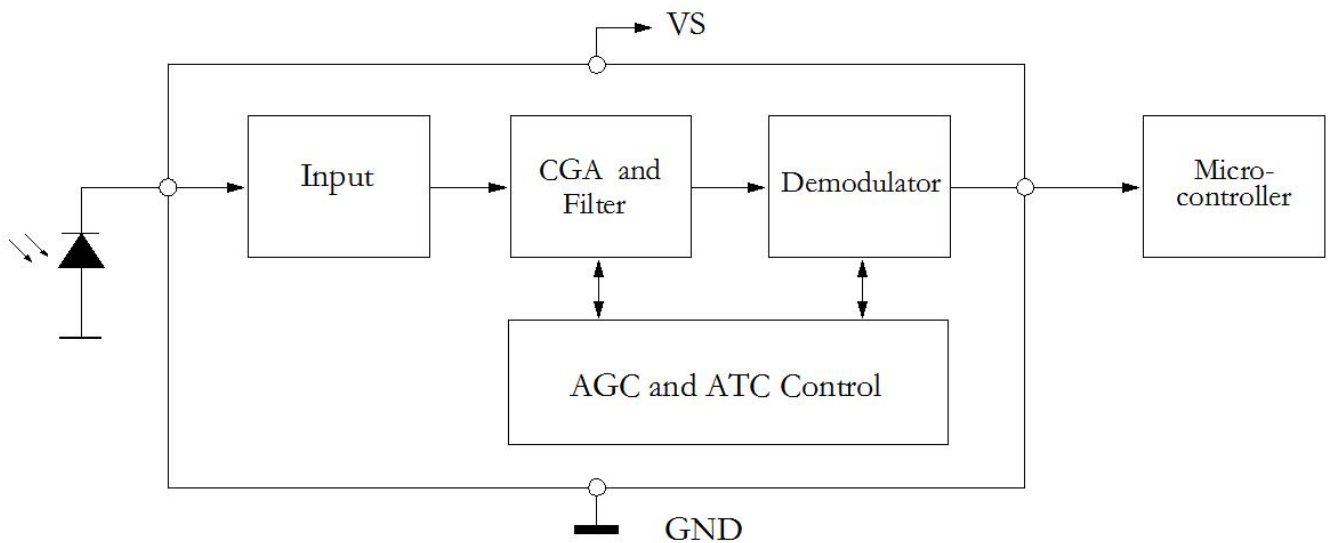 VS
Input
CGA and
Filter
Demodulator
Micro-
controller
AGC and ATC Control
GND